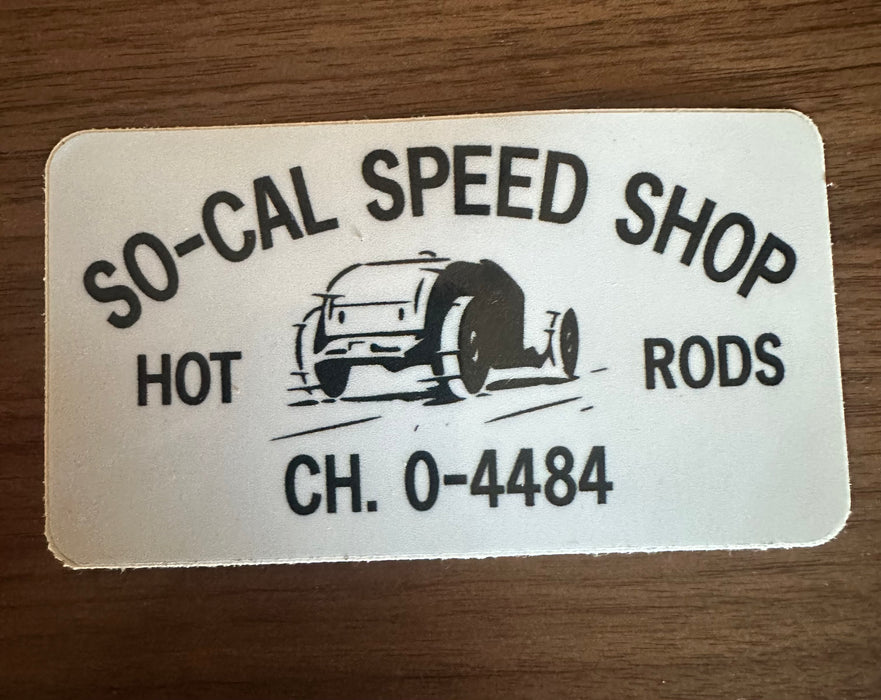 SO-CAL SPEED SHOP
HOT RODS
CH. 0-4484